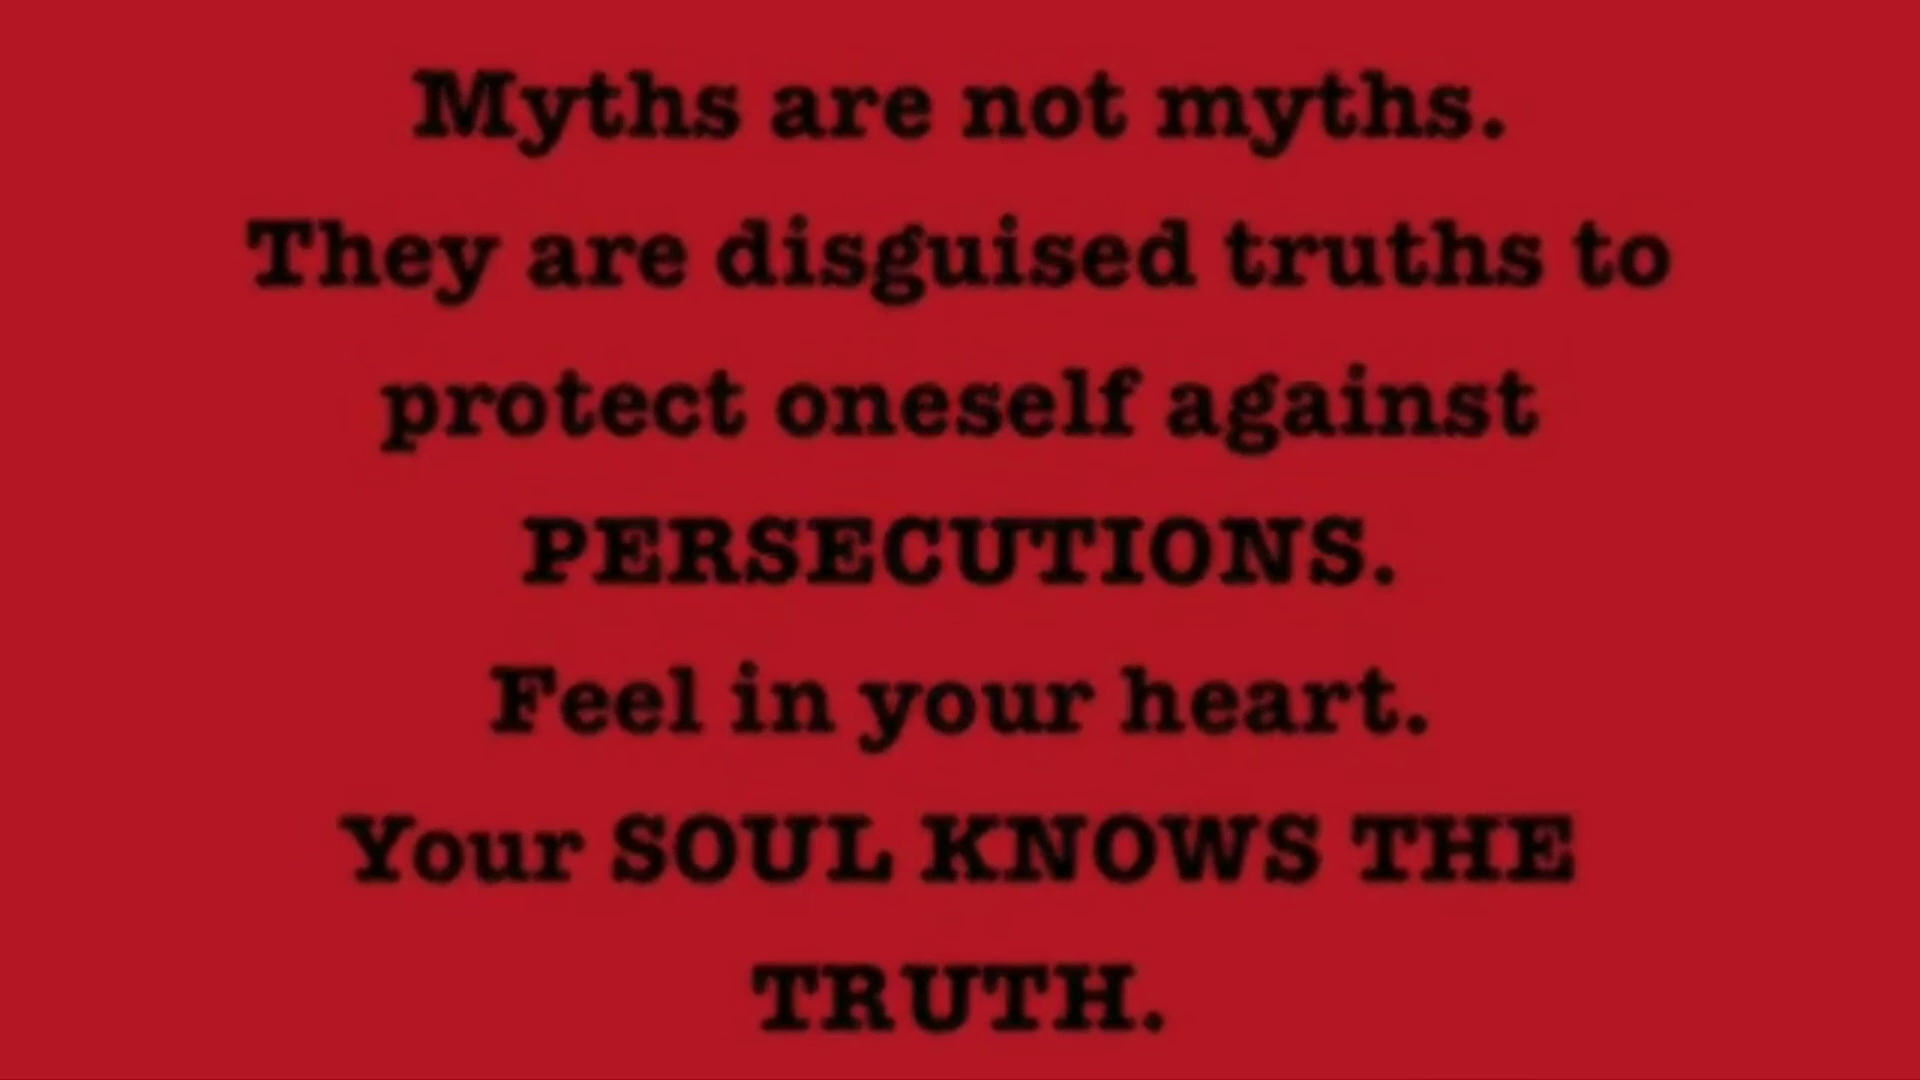 Myths are not myths.
They are disguised truths to
protect oneself against
PERSECUTIONS.
Feel in your heart.
Your SOUL KNOWS THE
TRUTH.